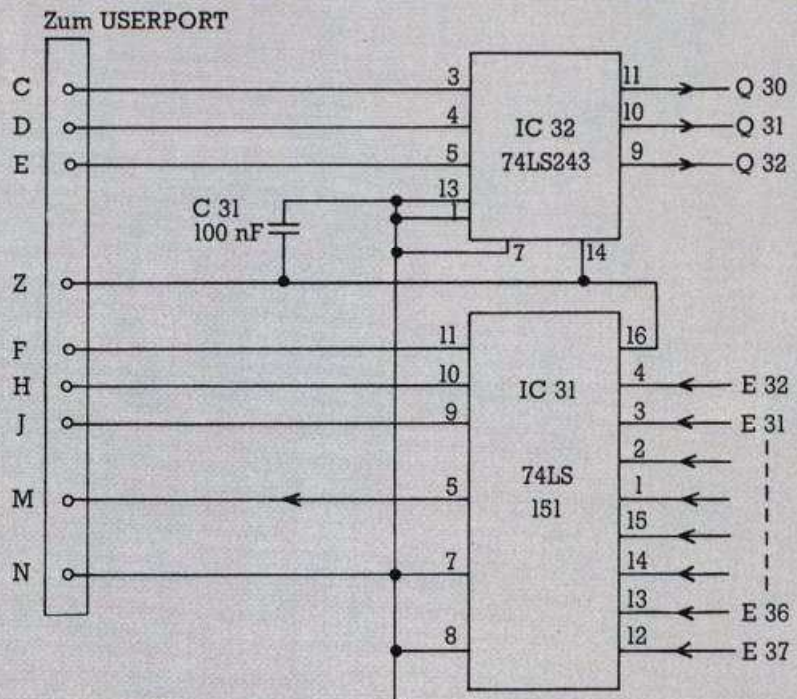 Zum USERPORT
C 3 11 Q 30
D 4 IC 32 10 Q 31
E 5 74LS243 9 Q 32
13
C 31 1
100 nF
7 14
Z
F 11 16
H 10 IC 31 4 E 32
J 9 3 E 31
2
74LS
M 5 1
151
15
N 7 14
13 E 36
8 12 E 37